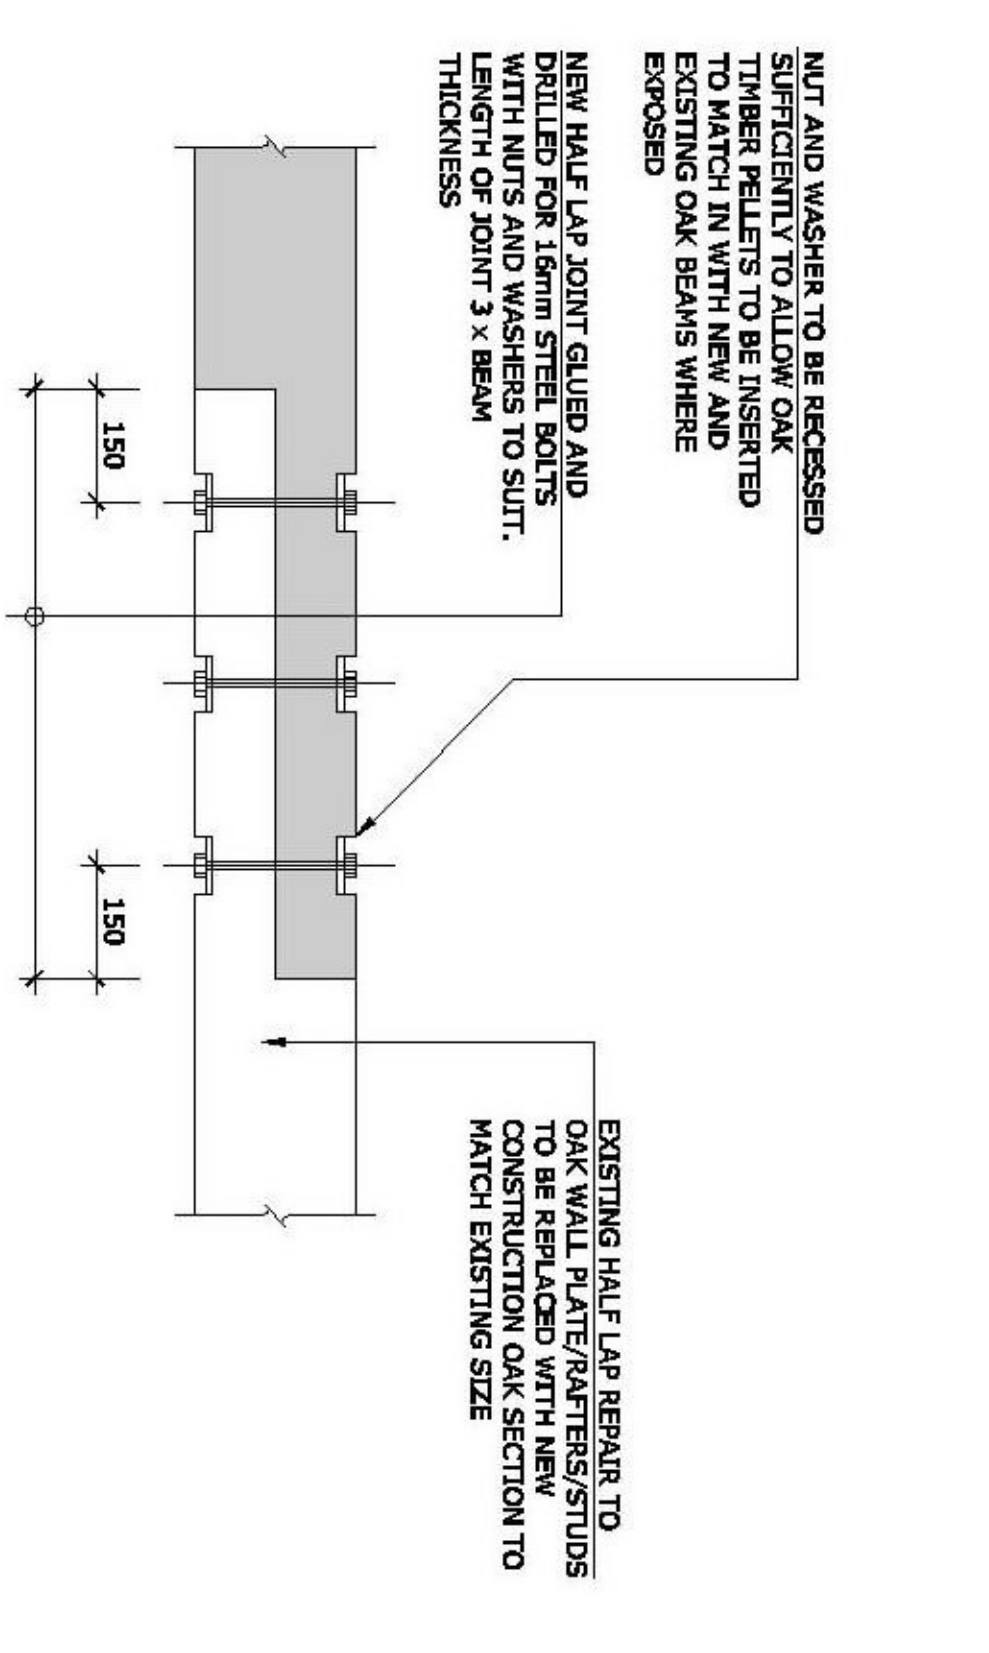 NUT AND WASHER TO BE RECESSED
SUFFICIENTLY TO ALLOW OAK
TIMBER PELLETS TO BE INSERTED
TO MATCH IN WITH NEW AND
EXISTING OAK BEAMS WHERE
EXPOSED
NEW HALF LAP JOINT GLUED AND
DRILLED FOR 16mm STEEL BOLTS
WITH NUTS AND WASHERS TO SUIT.
LENGTH OF JOINT 3 x BEAM
THICKNESS
EXISTING HALF LAP REPAIR TO
OAK WALL PLATE/RAFTERS/STUDS
TO BE REPLACED WITH NEW
CONSTRUCTION OAK SECTION TO
MATCH EXISTING SIZE
150
150